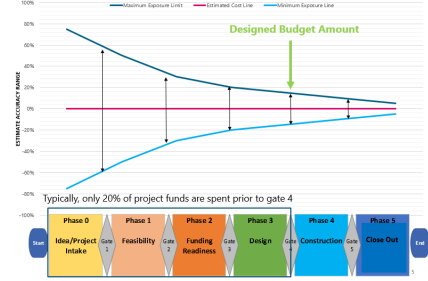 100%
Maximum Exposure Limit
Estimated Cost Line
Minimum Exposure Line
80%
60%
40%
20%
0%
-20%
-40%
-60%
-80%
-100%
ESTIMATE ACCURACY RANGE
Designed Budget Amount
Typically, only 20% of project funds are spent prior to gate 4
Start
Phase 0
Idea/Project
Intake
Gate
1
Phase 1
Feasibility
Gate
2
Phase 2
Funding
Readiness
Gate
3
Phase 3
Design
Gate
4
Phase 4
Construction
Gate
5
Phase 5
Close Out
End
5